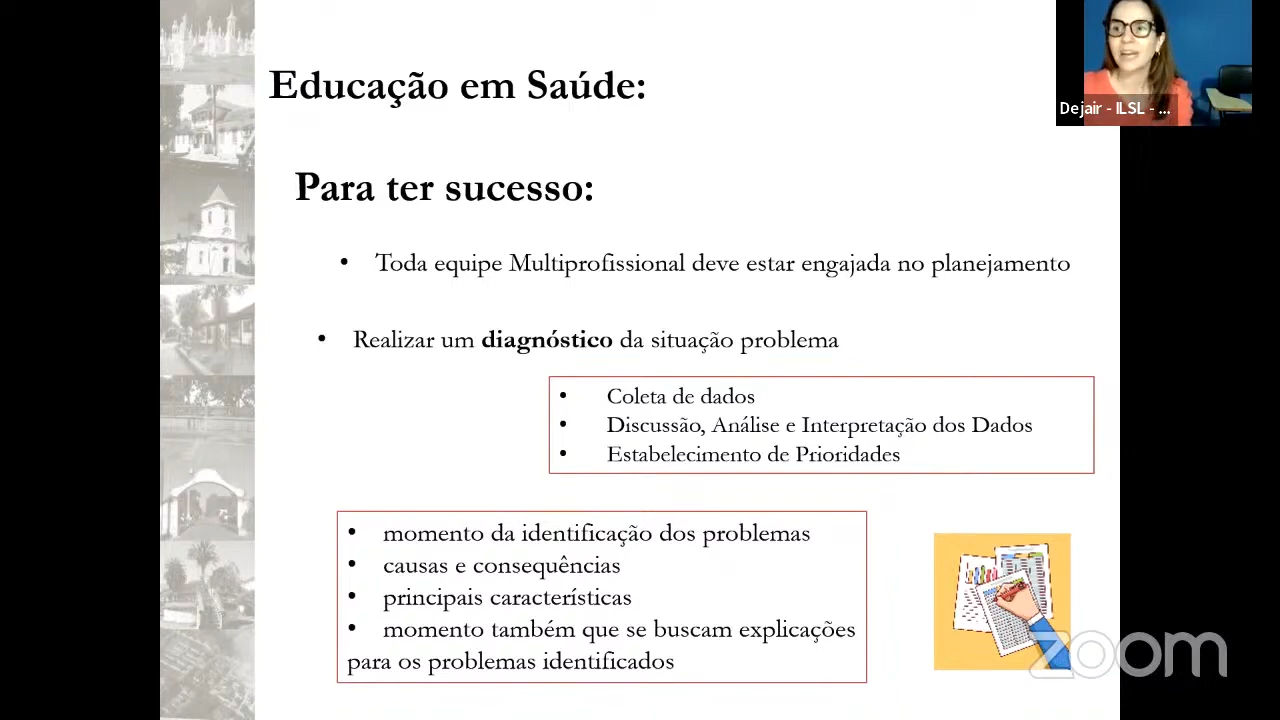 Educação em Saúde:
Dejair - ILSL - ...
Para ter sucesso:
• Toda equipe Multiprofissional deve estar engajada no planejamento
• Realizar um diagnóstico da situação problema
• Coleta de dados
• Discussão, Análise e Interpretação dos Dados
• Estabelecimento de Prioridades
• momento da identificação dos problemas
• causas e consequências
• principais características
• momento também que se buscam explicações
para os problemas identificados
zoom